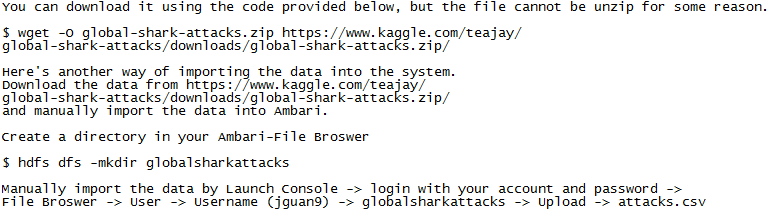 You can download it using the code provided below, but the file cannot be unzip for some reason.
$ wget -O global-shark-attacks.zip https://www.kaggle.com/teajay/
global-shark-attacks/downloads/global-shark-attacks.zip/
Here's another way of importing the data into the system.
Download the data from https://www.kaggle.com/teajay/
global-shark-attacks/downloads/global-shark-attacks.zip/
and manually import the data into Ambari.
Create a directory in your Ambari-File Broswer
$ hdfs dfs -mkdir globalsharkattacks
Manually import the data by Launch Console -> login with your account and password ->
File Broswer -> User -> Username (jguan9) -> globalsharkattacks -> Upload -> attacks.csv